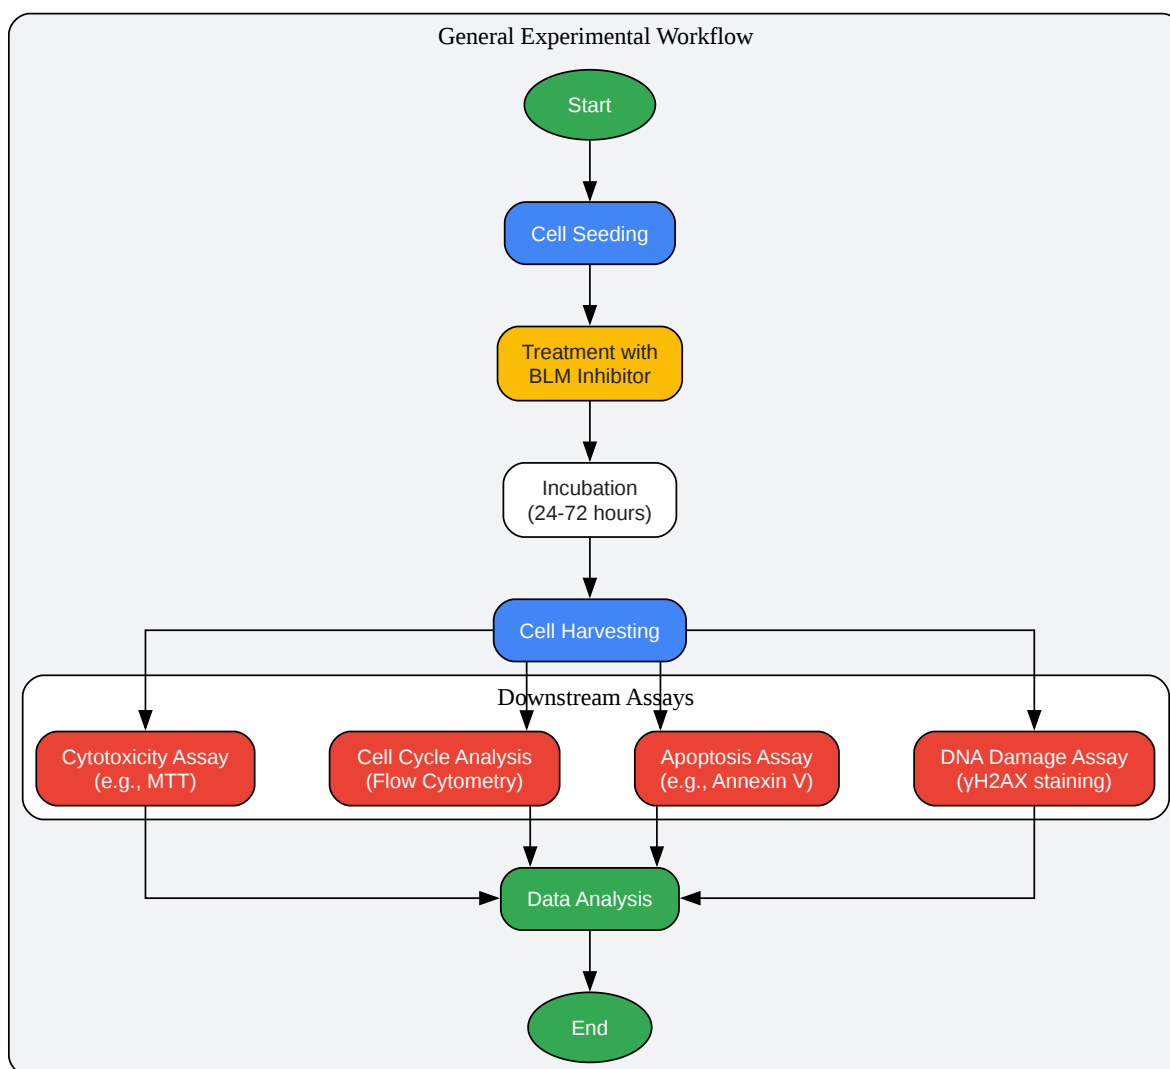 General Experimental Workflow
Start
Cell Seeding
Treatment with
BLM Inhibitor
Incubation
(24-72 hours)
Cell Harvesting
Downstream Assays
Cytotoxicity Assay
(e.g., MTT)
Cell Cycle Analysis
(Flow Cytometry)
Apoptosis Assay
(e.g., Annexin V)
DNA Damage Assay
(γH2AX staining)
Data Analysis
End